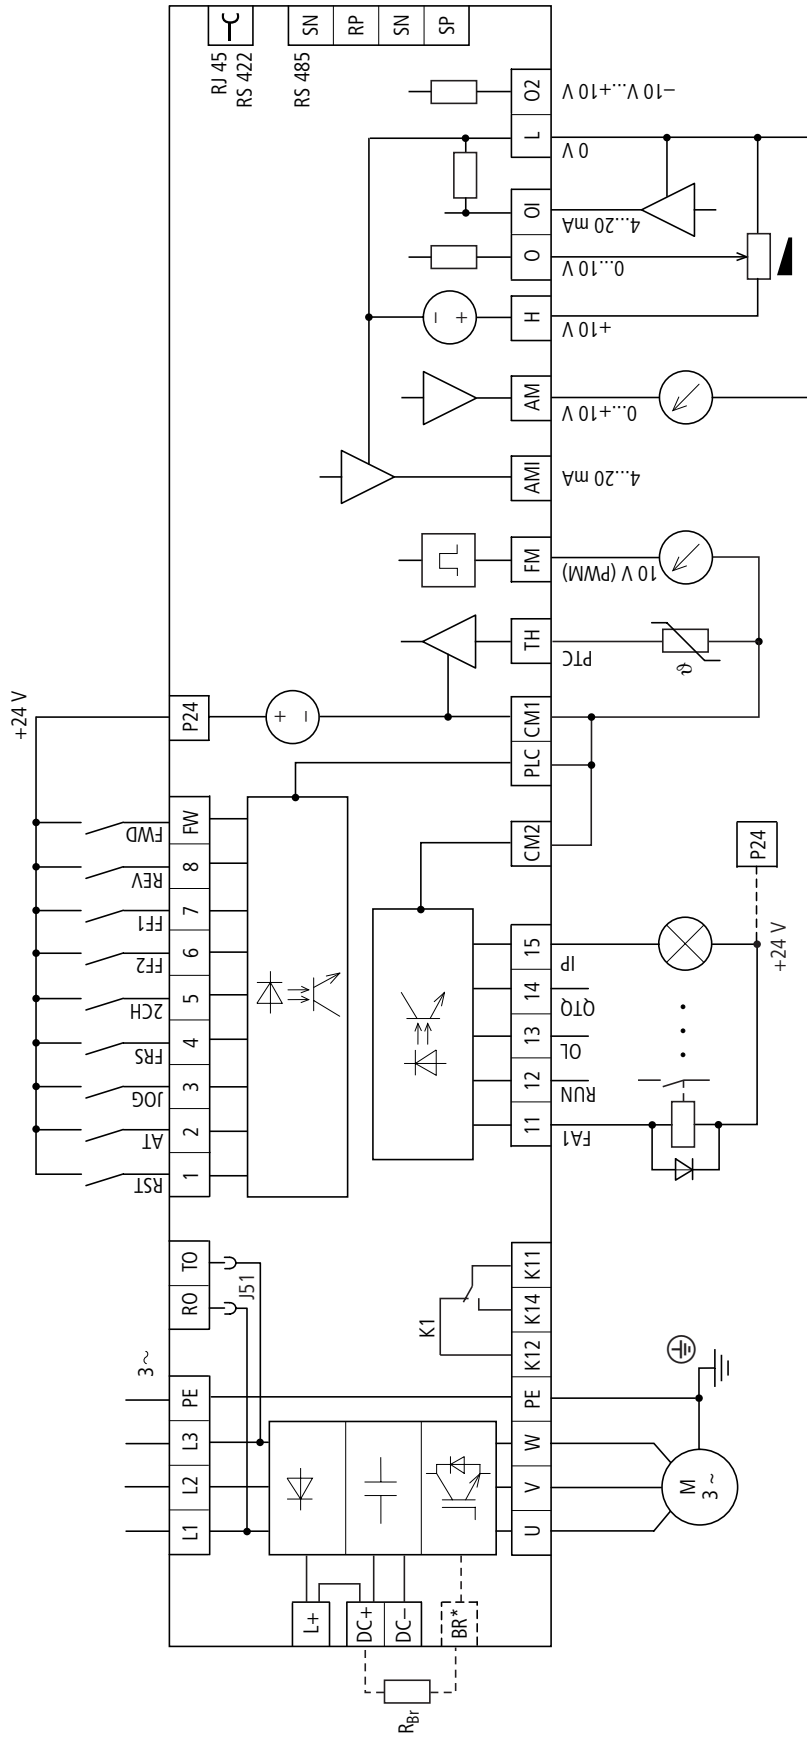 RJ 45
RS 422
RS 485
SN
RP
SN
SP
O2
L
OI
O
H
AM
AMI
FM
TH
CM1
PLC
CM2
15
14
13
12
11
K11
K14
K12
PE
W
V
U
–10 V...+10 V
0 V
4...20 mA
0...10 V
+10 V
0...+10 V
4...20 mA
10 V (PWM)
PTC
ϑ
– +
+ –
+24 V
P24
FW
8
7
6
5
4
3
2
1
FWD
REV
FF1
FF2
2CH
FRS
JOG
AT
RST
IP
QTQ
OL
RUN
FA1
P24
+24 V
TO
RO
J51
3 ~
PE
L3
L2
L1
K1
M
3 ~
L+
DC+
DC–
BR*
RBr